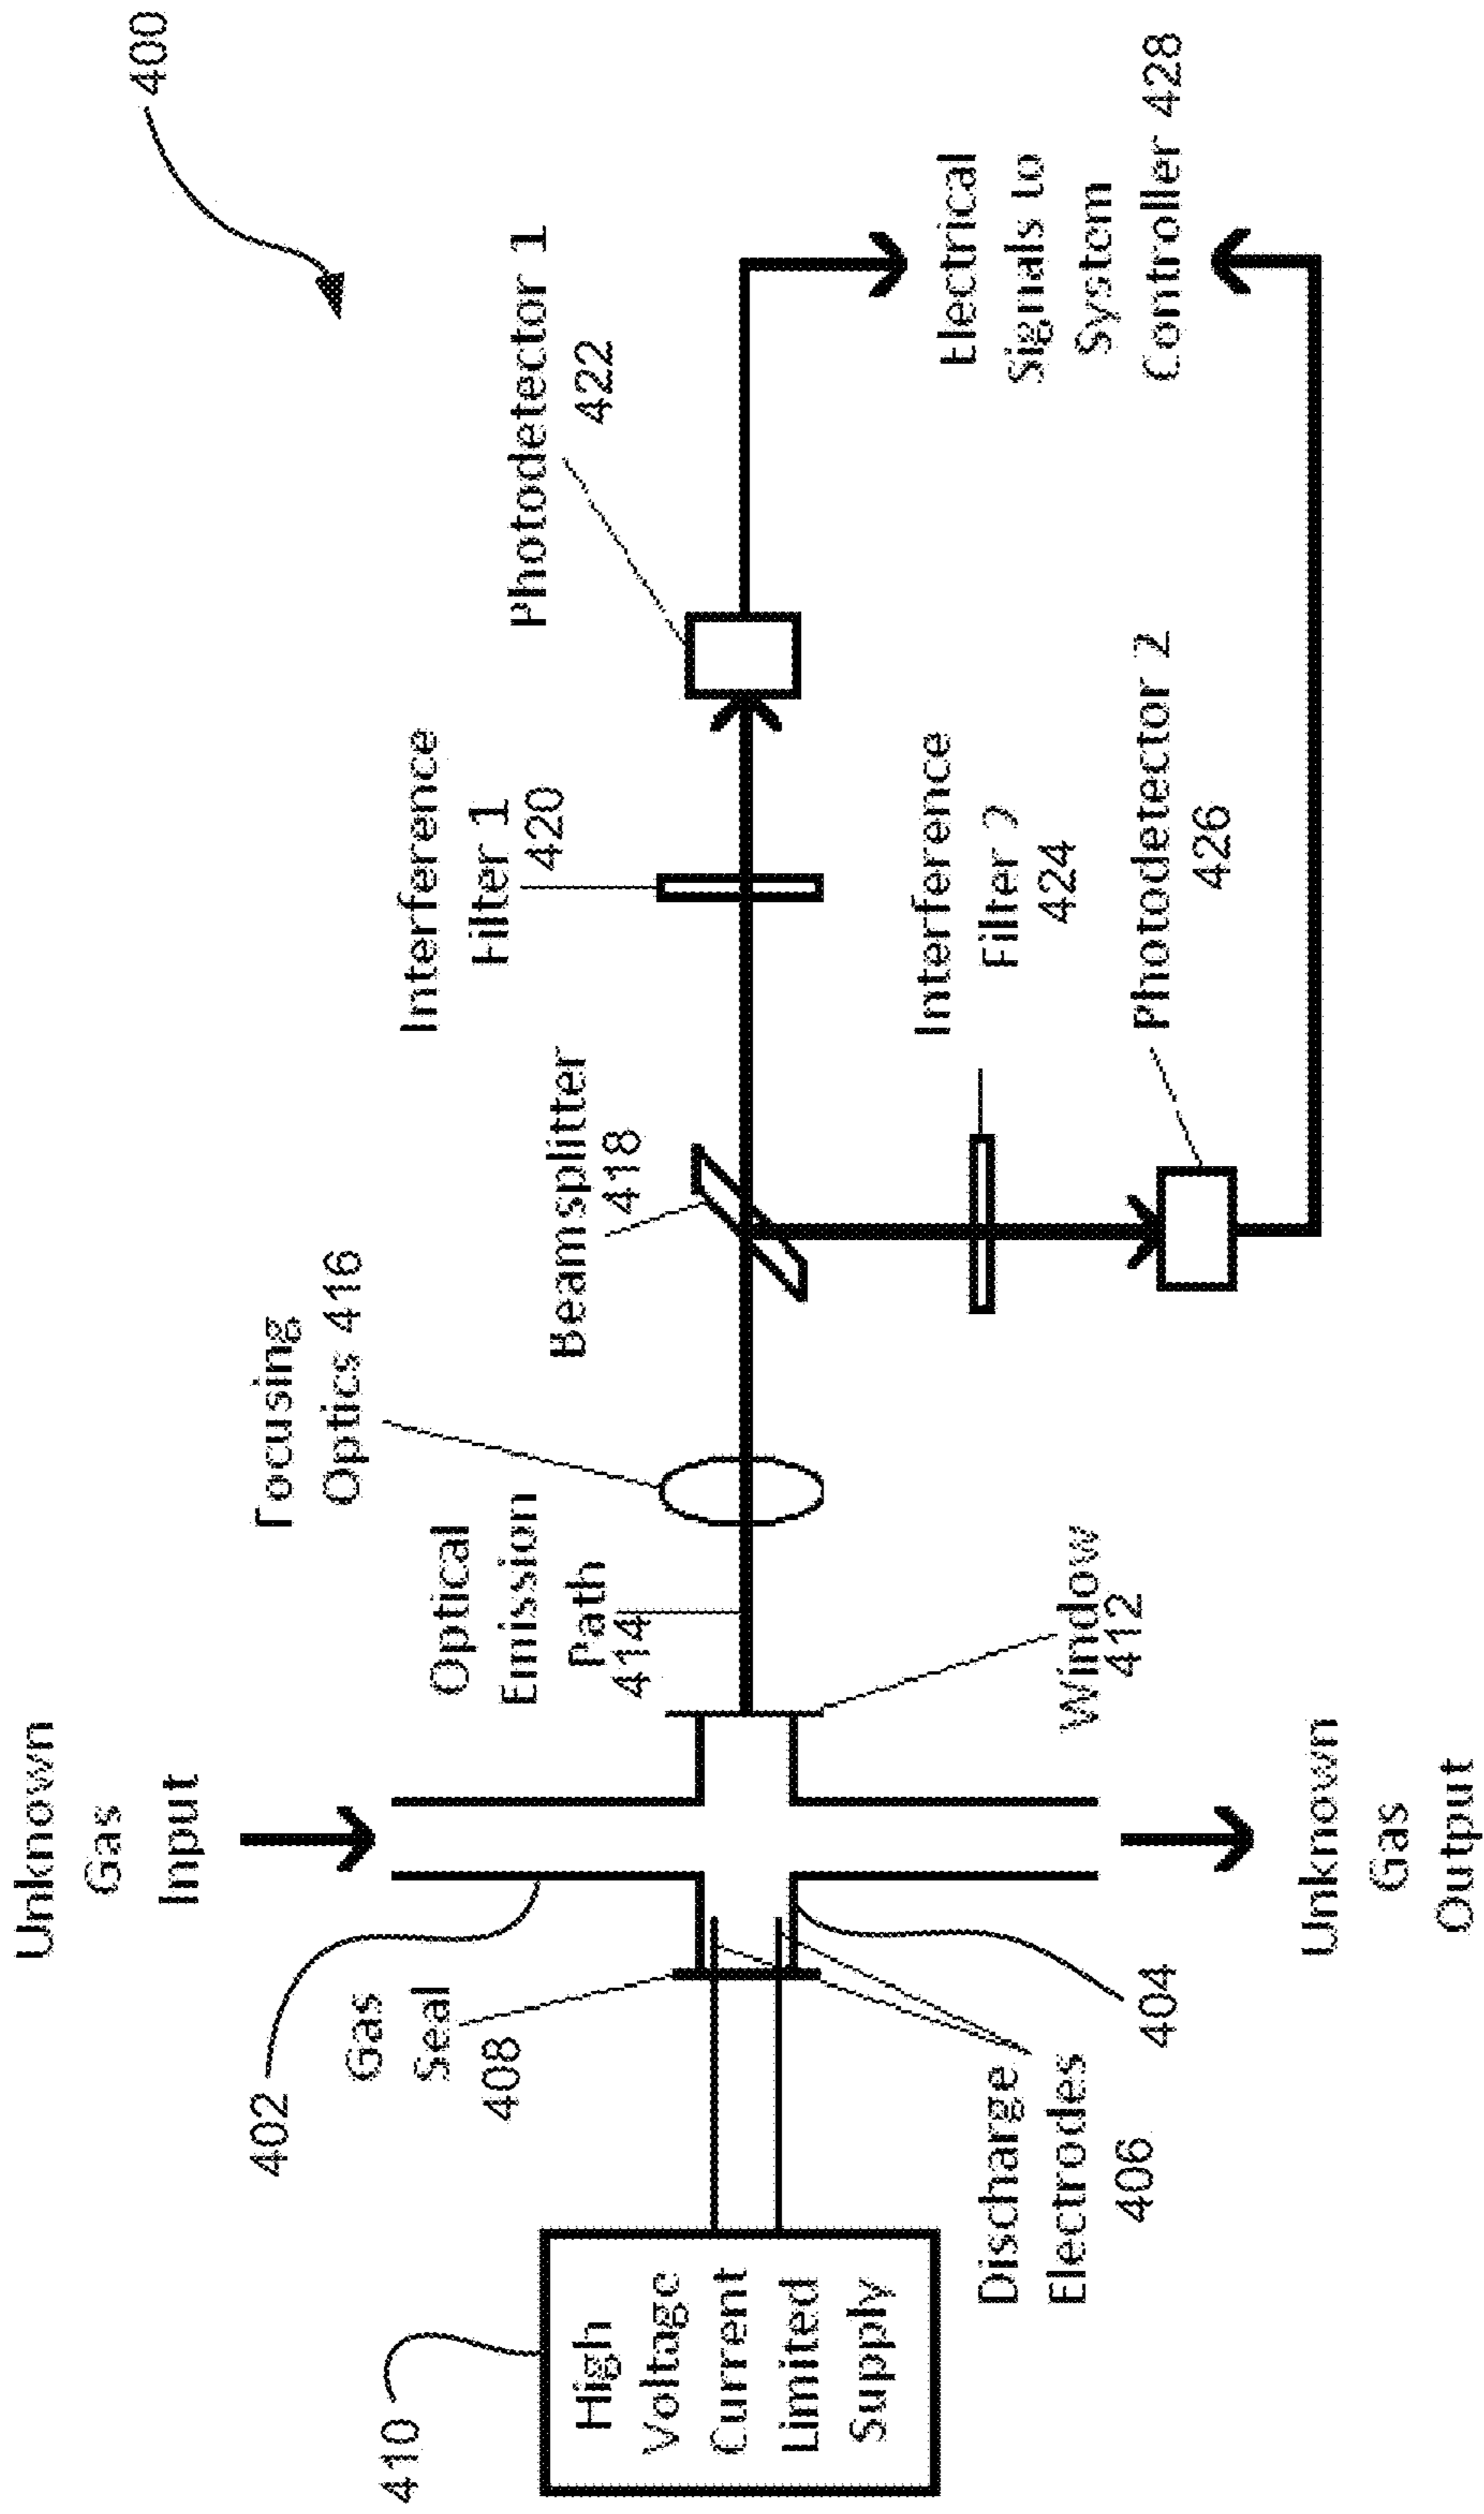 400
Unknown
Gas
Input
402
Gas
Seal
408
410
High
Voltage
Current
Limited
Supply
Discharge
Electrodes
406
404
Unknown
Gas
Output
Window
412
Optical
Emission
Path
414
Focusing
Optics 416
Beamsplitter
418
Interference
Filter 1
420
Photodetector 1
422
Interference
Filter 2
424
Photodetector 2
426
Electrical
Signals to
System
Controller 428